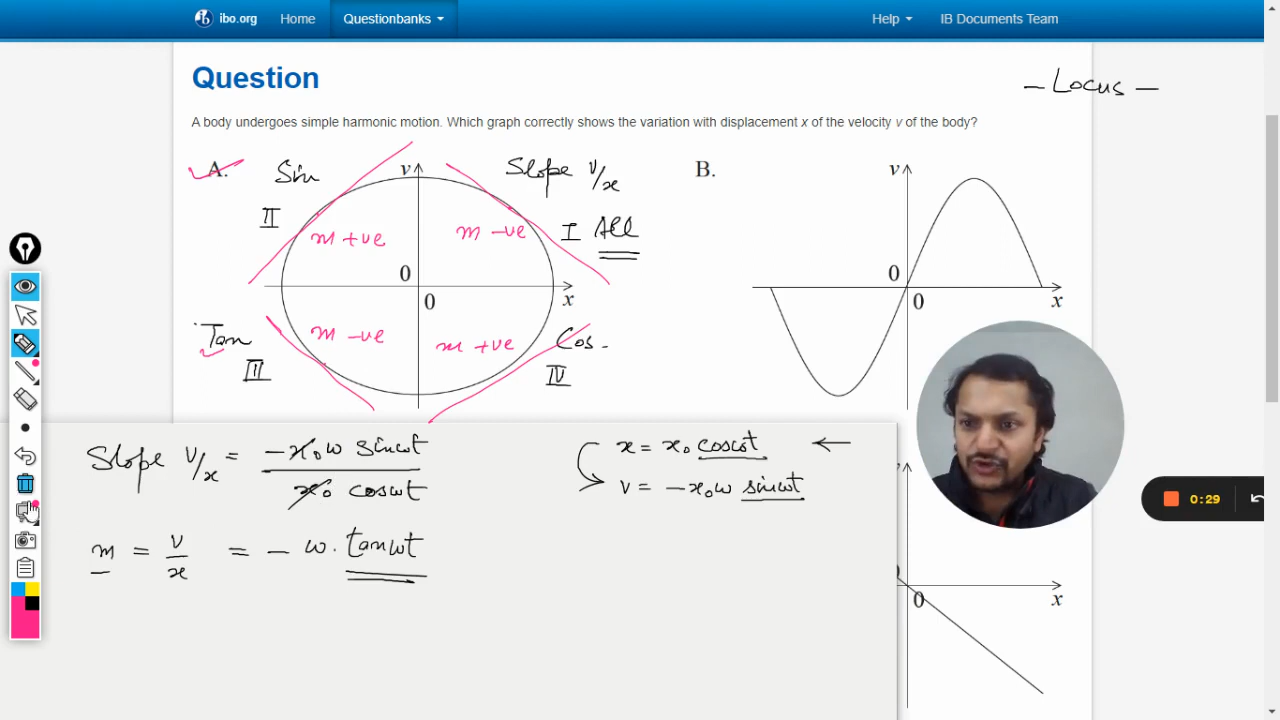 ibo.org Home Questionbanks Help IB Documents Team
Question
– Locus –
A body undergoes simple harmonic motion. Which graph correctly shows the variation with displacement x of the velocity v of the body?
A. Sin v Slope v/x B. v
II I All
m +ve m –ve
0 0
0 x 0 x
Tan m –ve m +ve Cos
III IV
Slope v/x = –x₀ω sinωt / x₀ cosωt
x = x₀ cosωt ←
v = –x₀ω sinωt
m = v/x = – ω. tanωt
0 x
0:29